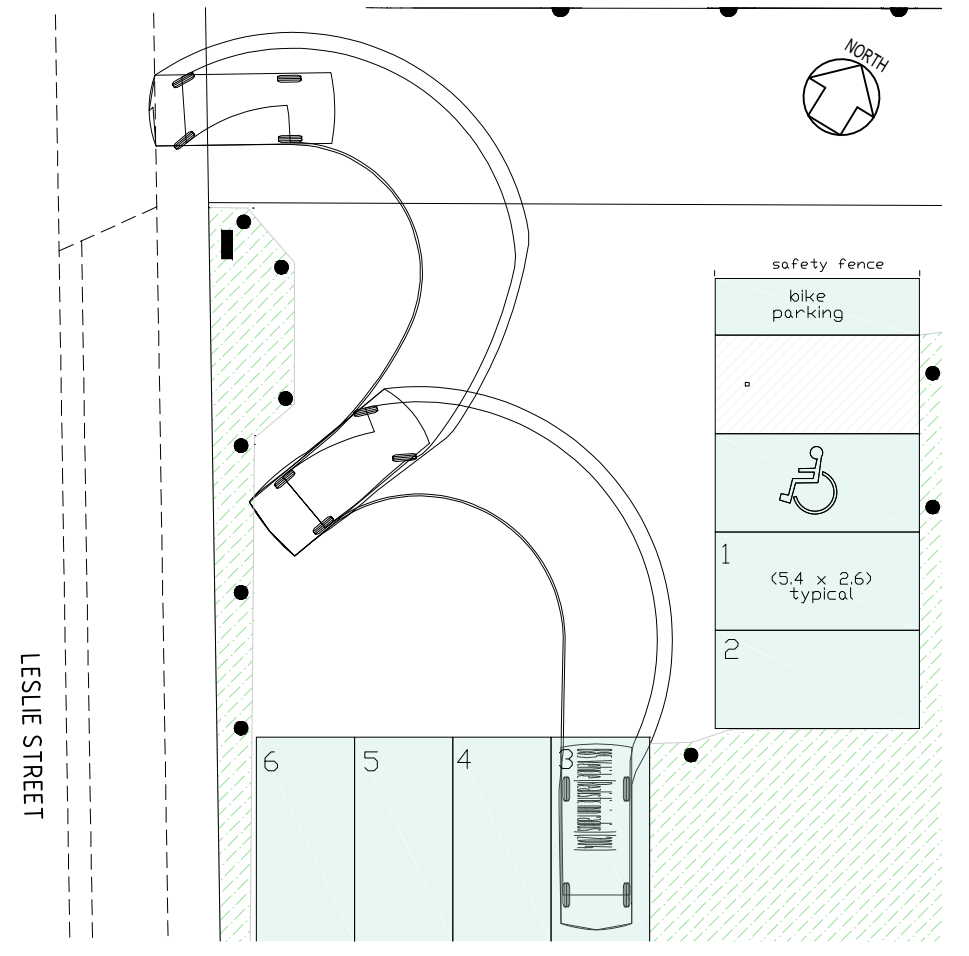 NORTH
safety fence
bike
parking
1
(5.4 x 2.6)
typical
2
LESLIE STREET
6
5
4
3